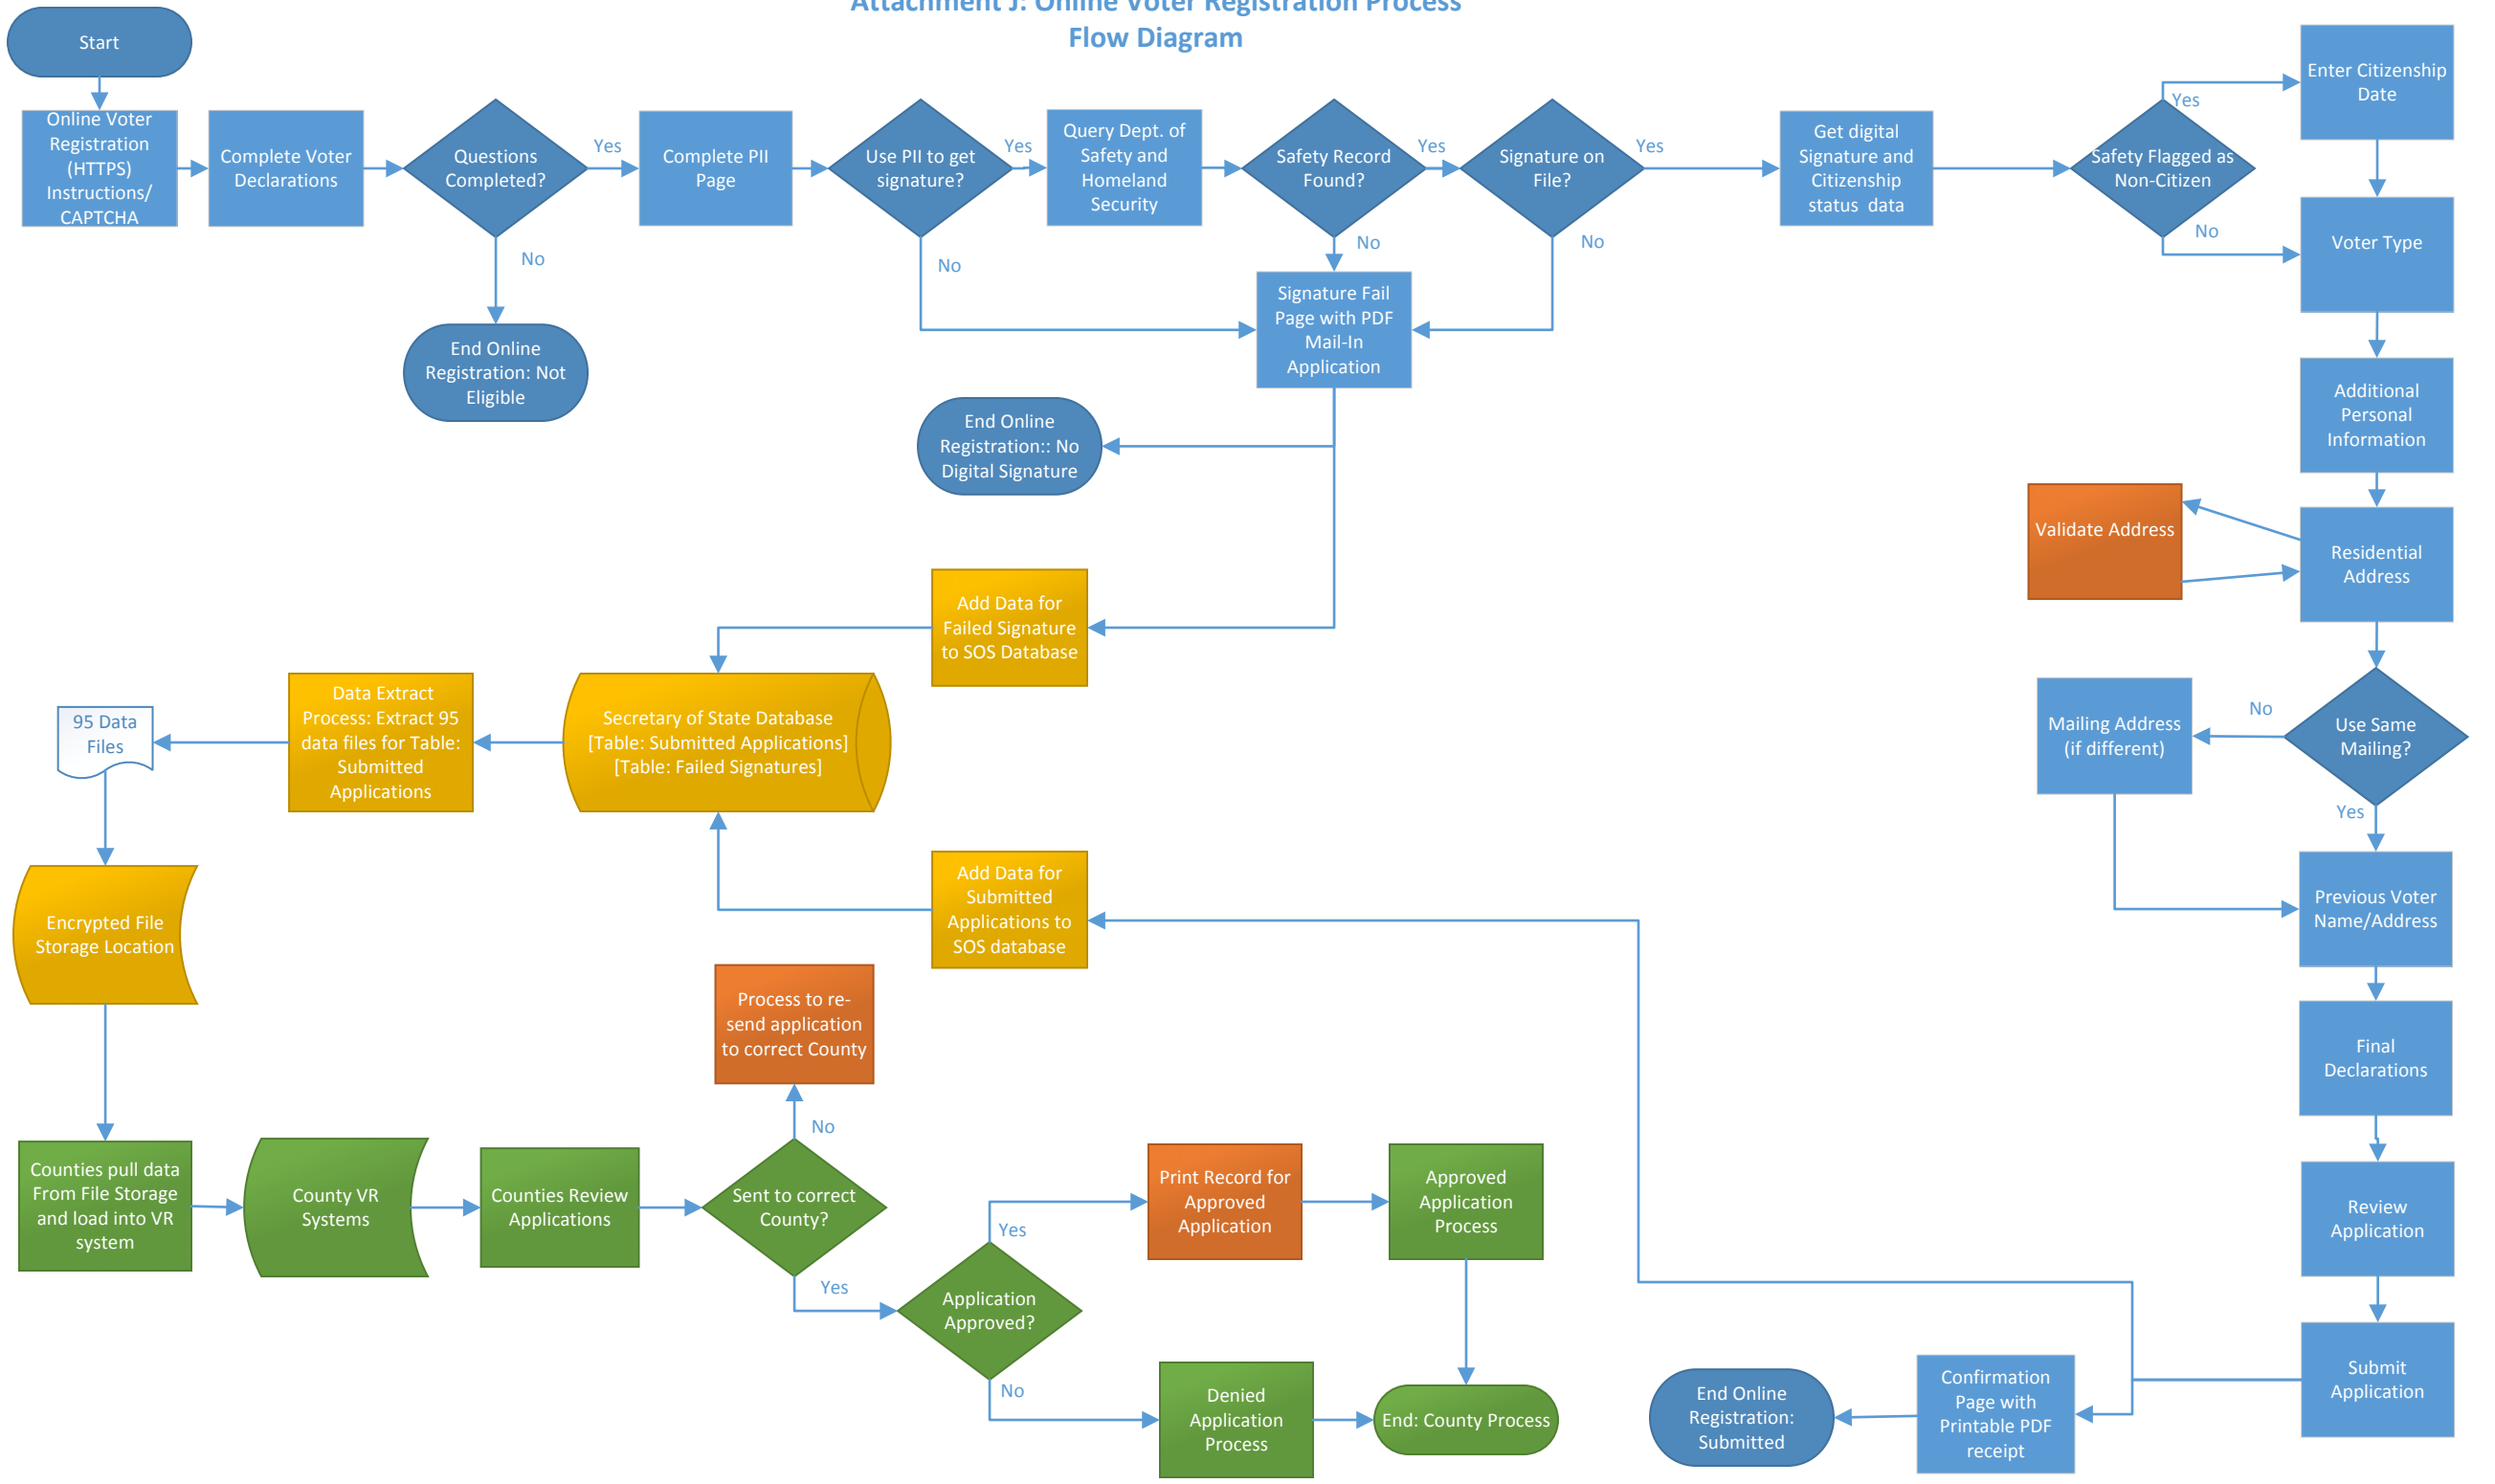 Attachment J: Online Voter Registration Process
Flow Diagram
Start
Online Voter
Registration
(HTTPS)
Instructions/
CAPTCHA
Complete Voter
Declarations
Questions
Completed?
Yes
No
End Online
Registration: Not
Eligible
Complete PII
Page
Use PII to get
signature?
Yes
No
Query Dept. of
Safety and
Homeland
Security
Safety Record
Found?
Yes
No
Signature on
File?
Yes
No
Signature Fail
Page with PDF
Mail-In
Application
End Online
Registration:: No
Digital Signature
Get digital
Signature and
Citizenship
status data
Safety Flagged as
Non-Citizen
Yes
No
Enter Citizenship
Date
Voter Type
Additional
Personal
Information
Validate Address
Residential
Address
Use Same
Mailing?
No
Yes
Mailing Address
(if different)
Previous Voter
Name/Address
Final
Declarations
Review
Application
Submit
Application
Confirmation
Page with
Printable PDF
receipt
End Online
Registration:
Submitted
Add Data for
Failed Signature
to SOS Database
Secretary of State Database
[Table: Submitted Applications]
[Table: Failed Signatures]
Add Data for
Submitted
Applications to
SOS database
Data Extract
Process: Extract 95
data files for Table:
Submitted
Applications
95 Data
Files
Encrypted File
Storage Location
Counties pull data
From File Storage
and load into VR
system
County VR
Systems
Counties Review
Applications
Sent to correct
County?
No
Yes
Process to re-
send application
to correct County
Application
Approved?
Yes
No
Print Record for
Approved
Application
Approved
Application
Process
Denied
Application
Process
End: County Process